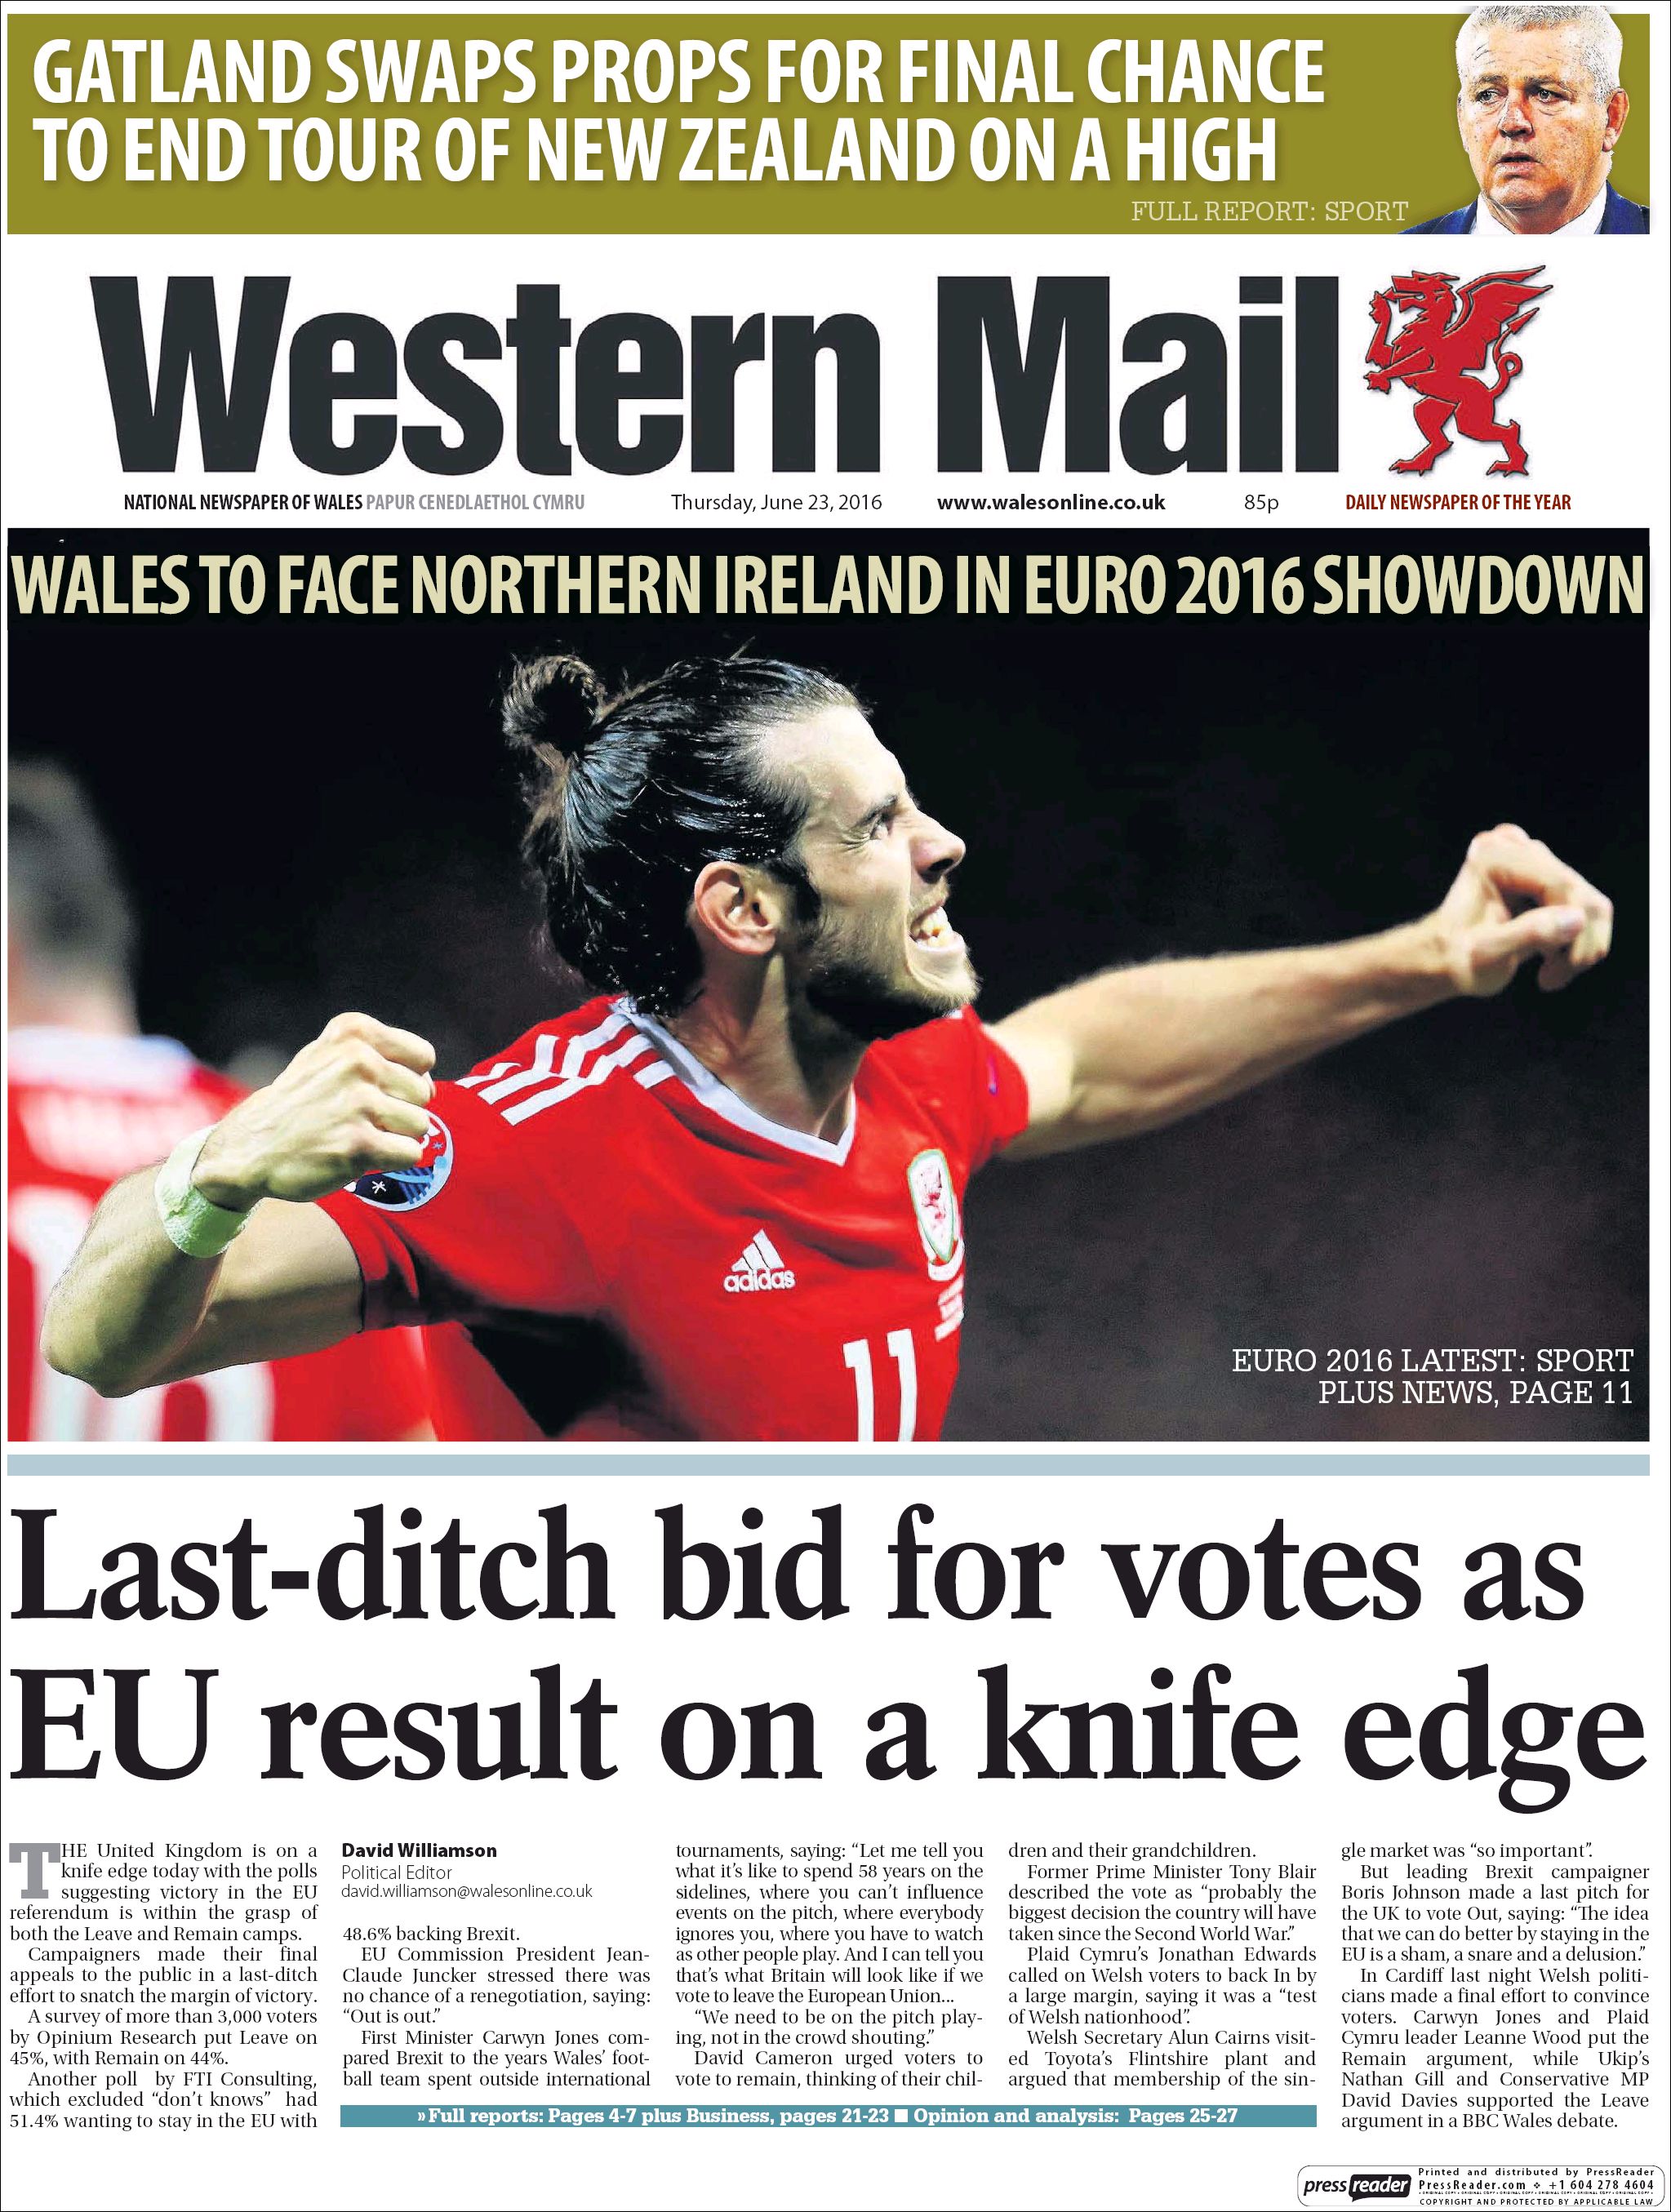 GATLAND SWAPS PROPS FOR FINAL CHANCE
TO END TOUR OF NEW ZEALAND ON A HIGH
FULL REPORT: SPORT
Western Mail
NATIONAL NEWSPAPER OF WALES PAPUR CENEDLAETHOL CYMRU
Thursday, June 23, 2016
www.walesonline.co.uk
85p
DAILY NEWSPAPER OF THE YEAR
WALES TO FACE NORTHERN IRELAND IN EURO 2016 SHOWDOWN
adidas
11
EURO 2016 LATEST: SPORT
PLUS NEWS, PAGE 11
Last-ditch bid for votes as
EU result on a knife edge
THE United Kingdom is on a
knife edge today with the polls
suggesting victory in the EU
referendum is within the grasp of
both the Leave and Remain camps.
Campaigners made their final
appeals to the public in a last-ditch
effort to snatch the margin of victory.
A survey of more than 3,000 voters
by Opinium Research put Leave on
45%, with Remain on 44%.
Another poll by FTI Consulting,
which excluded “don’t knows” had
51.4% wanting to stay in the EU with
David Williamson
Political Editor
david.williamson@walesonline.co.uk
48.6% backing Brexit.
EU Commission President Jean-
Claude Juncker stressed there was
no chance of a renegotiation, saying:
“Out is out.”
First Minister Carwyn Jones com-
pared Brexit to the years Wales’ foot-
ball team spent outside international
tournaments, saying: “Let me tell you
what it’s like to spend 58 years on the
sidelines, where you can’t influence
events on the pitch, where everybody
ignores you, where you have to watch
as other people play. And I can tell you
that’s what Britain will look like if we
vote to leave the European Union...
“We need to be on the pitch play-
ing, not in the crowd shouting.”
David Cameron urged voters to
vote to remain, thinking of their chil-
dren and their grandchildren.
Former Prime Minister Tony Blair
described the vote as “probably the
biggest decision the country will have
taken since the Second World War.”
Plaid Cymru’s Jonathan Edwards
called on Welsh voters to back In by
a large margin, saying it was a “test
of Welsh nationhood”.
Welsh Secretary Alun Cairns visit-
ed Toyota’s Flintshire plant and
argued that membership of the sin-
gle market was “so important”.
But leading Brexit campaigner
Boris Johnson made a last pitch for
the UK to vote Out, saying: “The idea
that we can do better by staying in the
EU is a sham, a snare and a delusion.”
In Cardiff last night Welsh politi-
cians made a final effort to convince
voters. Carwyn Jones and Plaid
Cymru leader Leanne Wood put the
Remain argument, while Ukip’s
Nathan Gill and Conservative MP
David Davies supported the Leave
argument in a BBC Wales debate.
» Full reports: Pages 4-7 plus Business, pages 21-23 ■ Opinion and analysis: Pages 25-27
pressreader
Printed and distributed by PressReader
PressReader.com ❖ +1 604 278 4604
COPYRIGHT AND PROTECTED BY APPLICABLE LAW